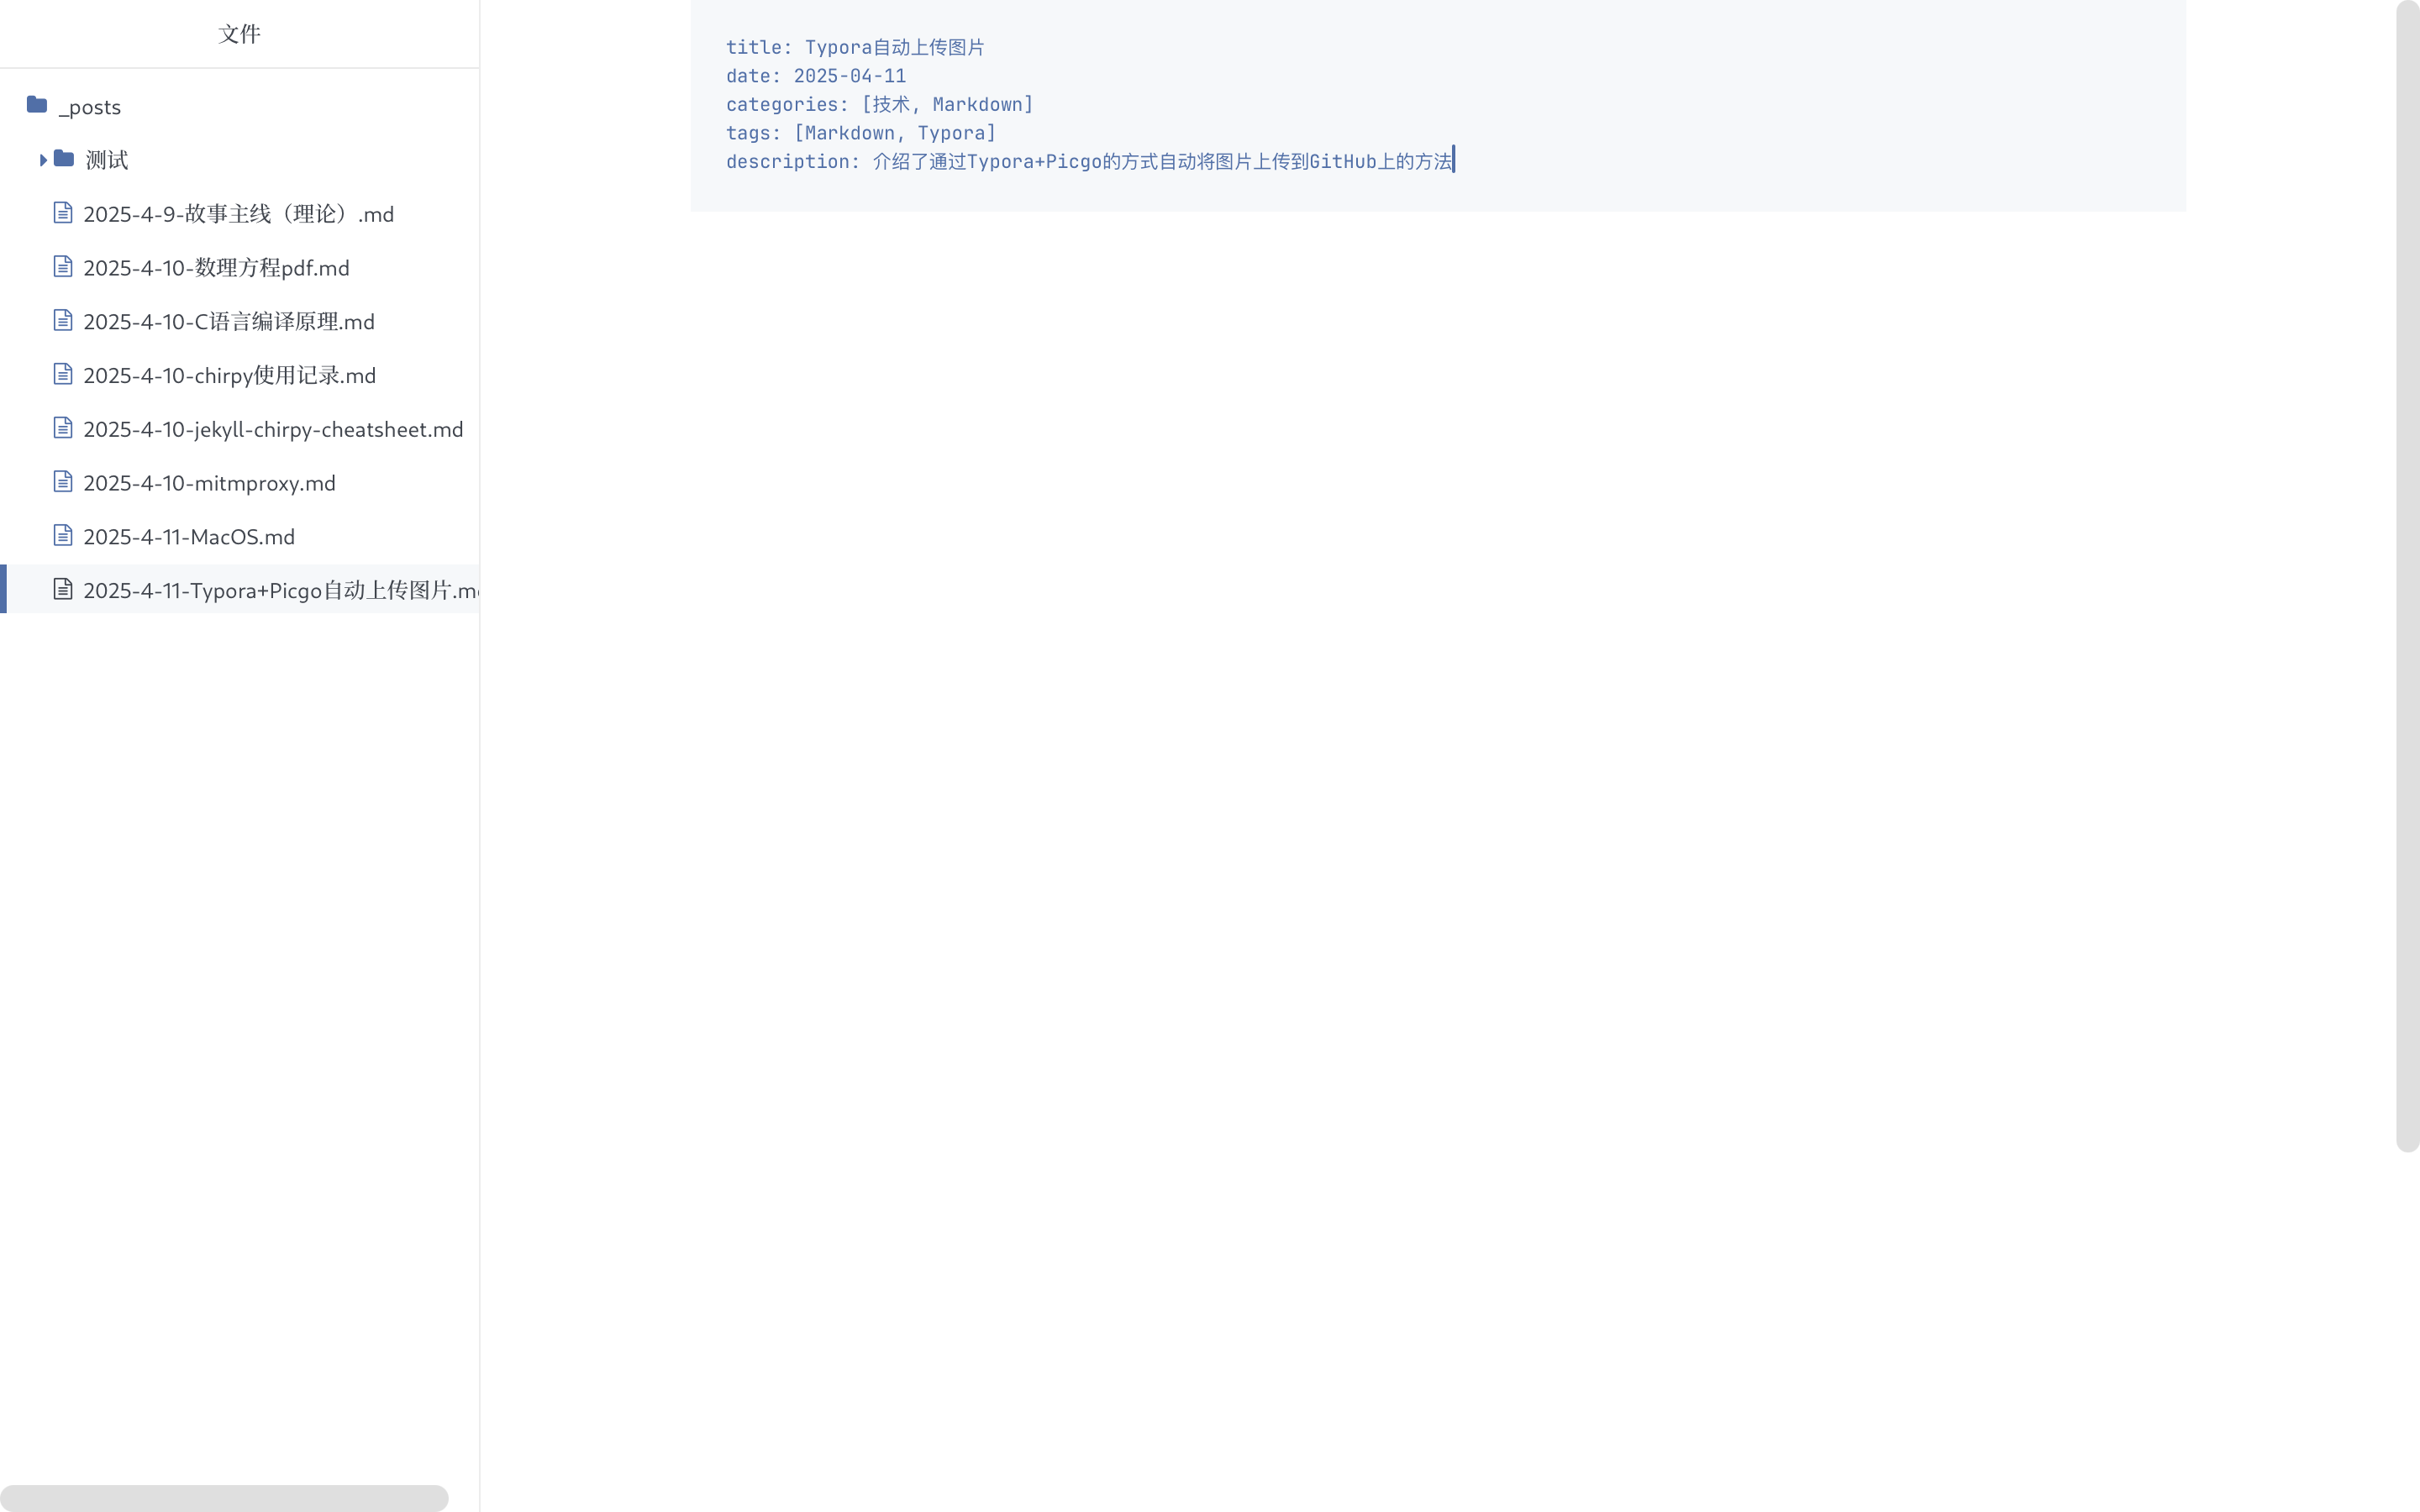 文件
_posts
测试
2025-4-9-故事主线（理论）.md
2025-4-10-数理方程pdf.md
2025-4-10-C语言编译原理.md
2025-4-10-chirpy使用记录.md
2025-4-10-jekyll-chirpy-cheatsheet.md
2025-4-10-mitmproxy.md
2025-4-11-MacOS.md
2025-4-11-Typora+Picgo自动上传图片.m
title: Typora自动上传图片
date: 2025-04-11
categories: [技术, Markdown]
tags: [Markdown, Typora]
description: 介绍了通过Typora+Picgo的方式自动将图片上传到GitHub上的方法